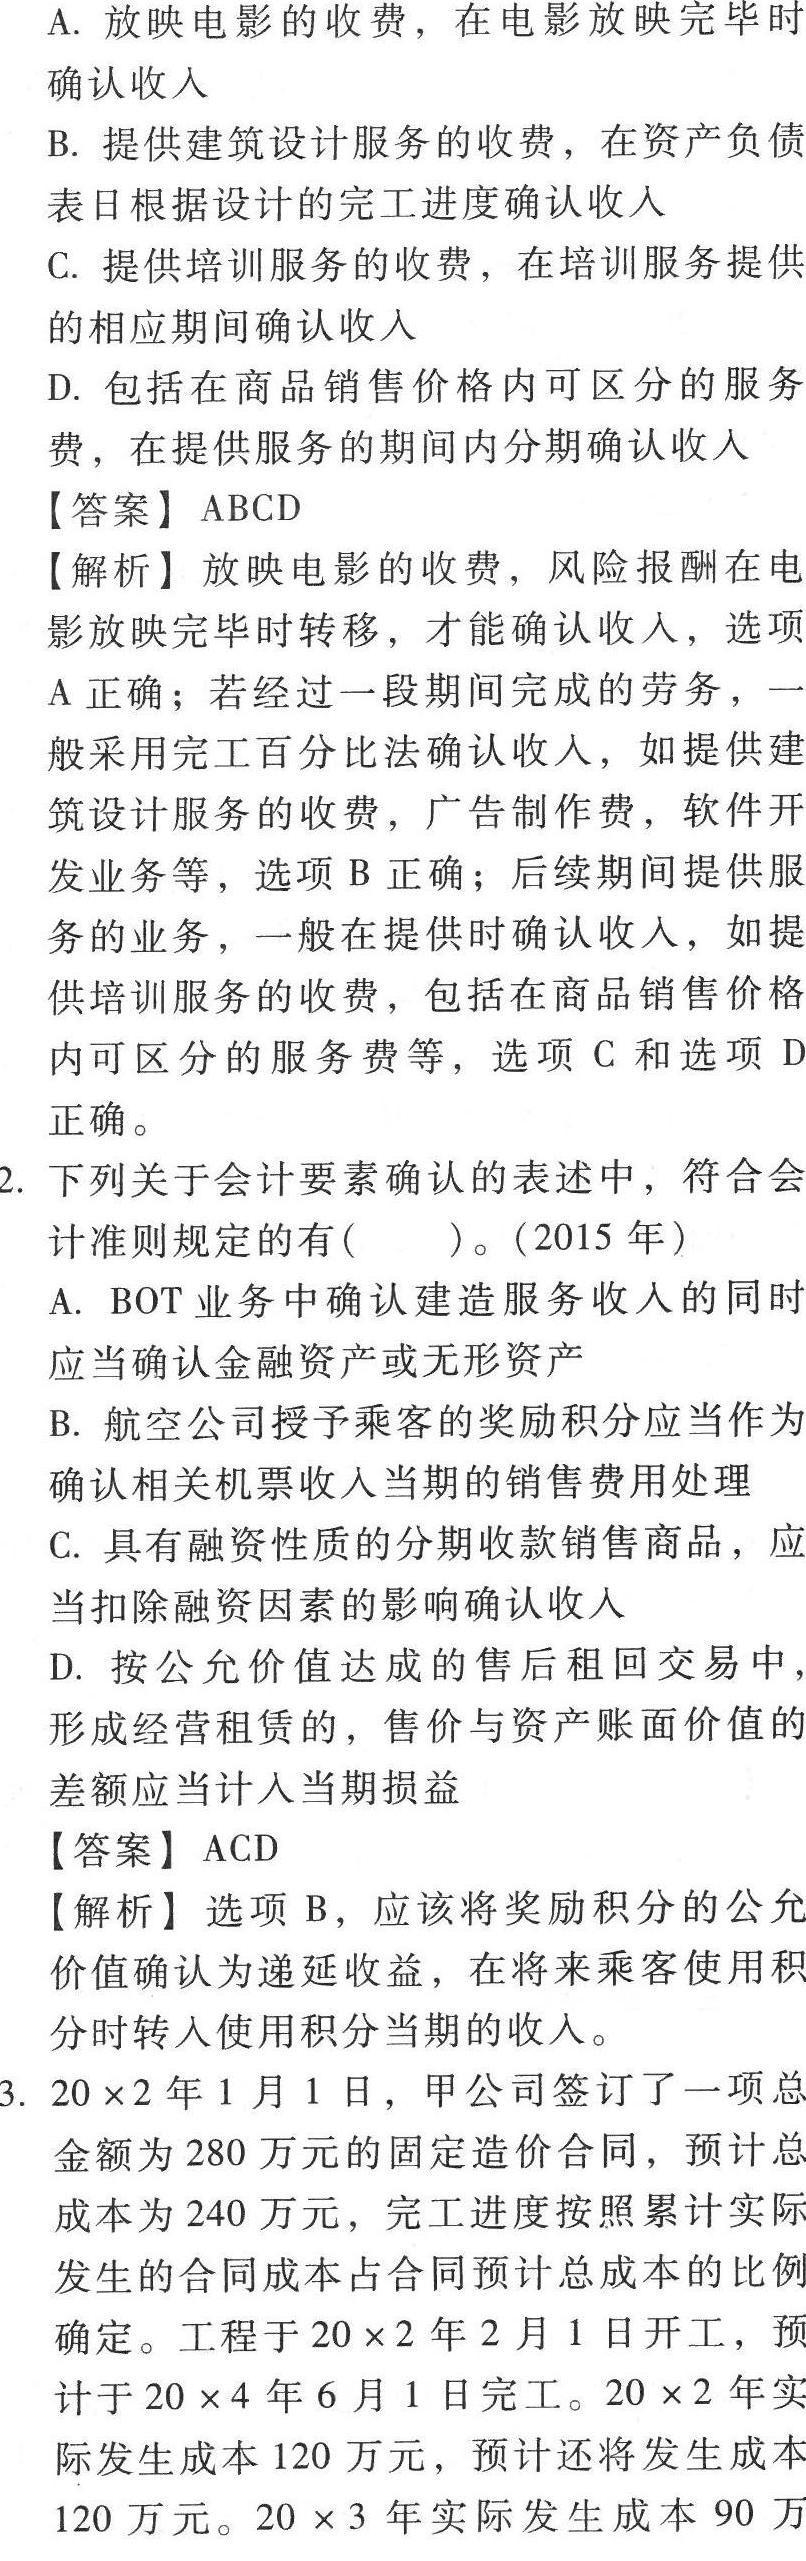 A. 放映电影的收费，在电影放映完毕时
确认收入
B. 提供建筑设计服务的收费，在资产负债
表日根据设计的完工进度确认收入
C. 提供培训服务的收费，在培训服务提供
的相应期间确认收入
D. 包括在商品销售价格内可区分的服务
费，在提供服务的期间内分期确认收入
【答案】 ABCD
【解析】 放映电影的收费，风险报酬在电
影放映完毕时转移，才能确认收入，选项
A 正确；若经过一段期间完成的劳务，一
般采用完工百分比法确认收入，如提供建
筑设计服务的收费，广告制作费，软件开
发业务等，选项 B 正确；后续期间提供服
务的业务，一般在提供时确认收入，如提
供培训服务的收费，包括在商品销售价格
内可区分的服务费等，选项 C 和选项 D
正确。
2. 下列关于会计要素确认的表述中，符合会
计准则规定的有(　　)。(2015 年)
A. BOT 业务中确认建造服务收入的同时
应当确认金融资产或无形资产
B. 航空公司授予乘客的奖励积分应当作为
确认相关机票收入当期的销售费用处理
C. 具有融资性质的分期收款销售商品，应
当扣除融资因素的影响确认收入
D. 按公允价值达成的售后租回交易中，
形成经营租赁的，售价与资产账面价值的
差额应当计入当期损益
【答案】 ACD
【解析】 选项 B，应该将奖励积分的公允
价值确认为递延收益，在将来乘客使用积
分时转入使用积分当期的收入。
3. 20×2 年 1 月 1 日，甲公司签订了一项总
金额为 280 万元的固定造价合同，预计总
成本为 240 万元，完工进度按照累计实际
发生的合同成本占合同预计总成本的比例
确定。工程于 20×2 年 2 月 1 日开工，预
计于 20×4 年 6 月 1 日完工。20×2 年实
际发生成本 120 万元，预计还将发生成本
120 万元。20×3 年实际发生成本 90 万